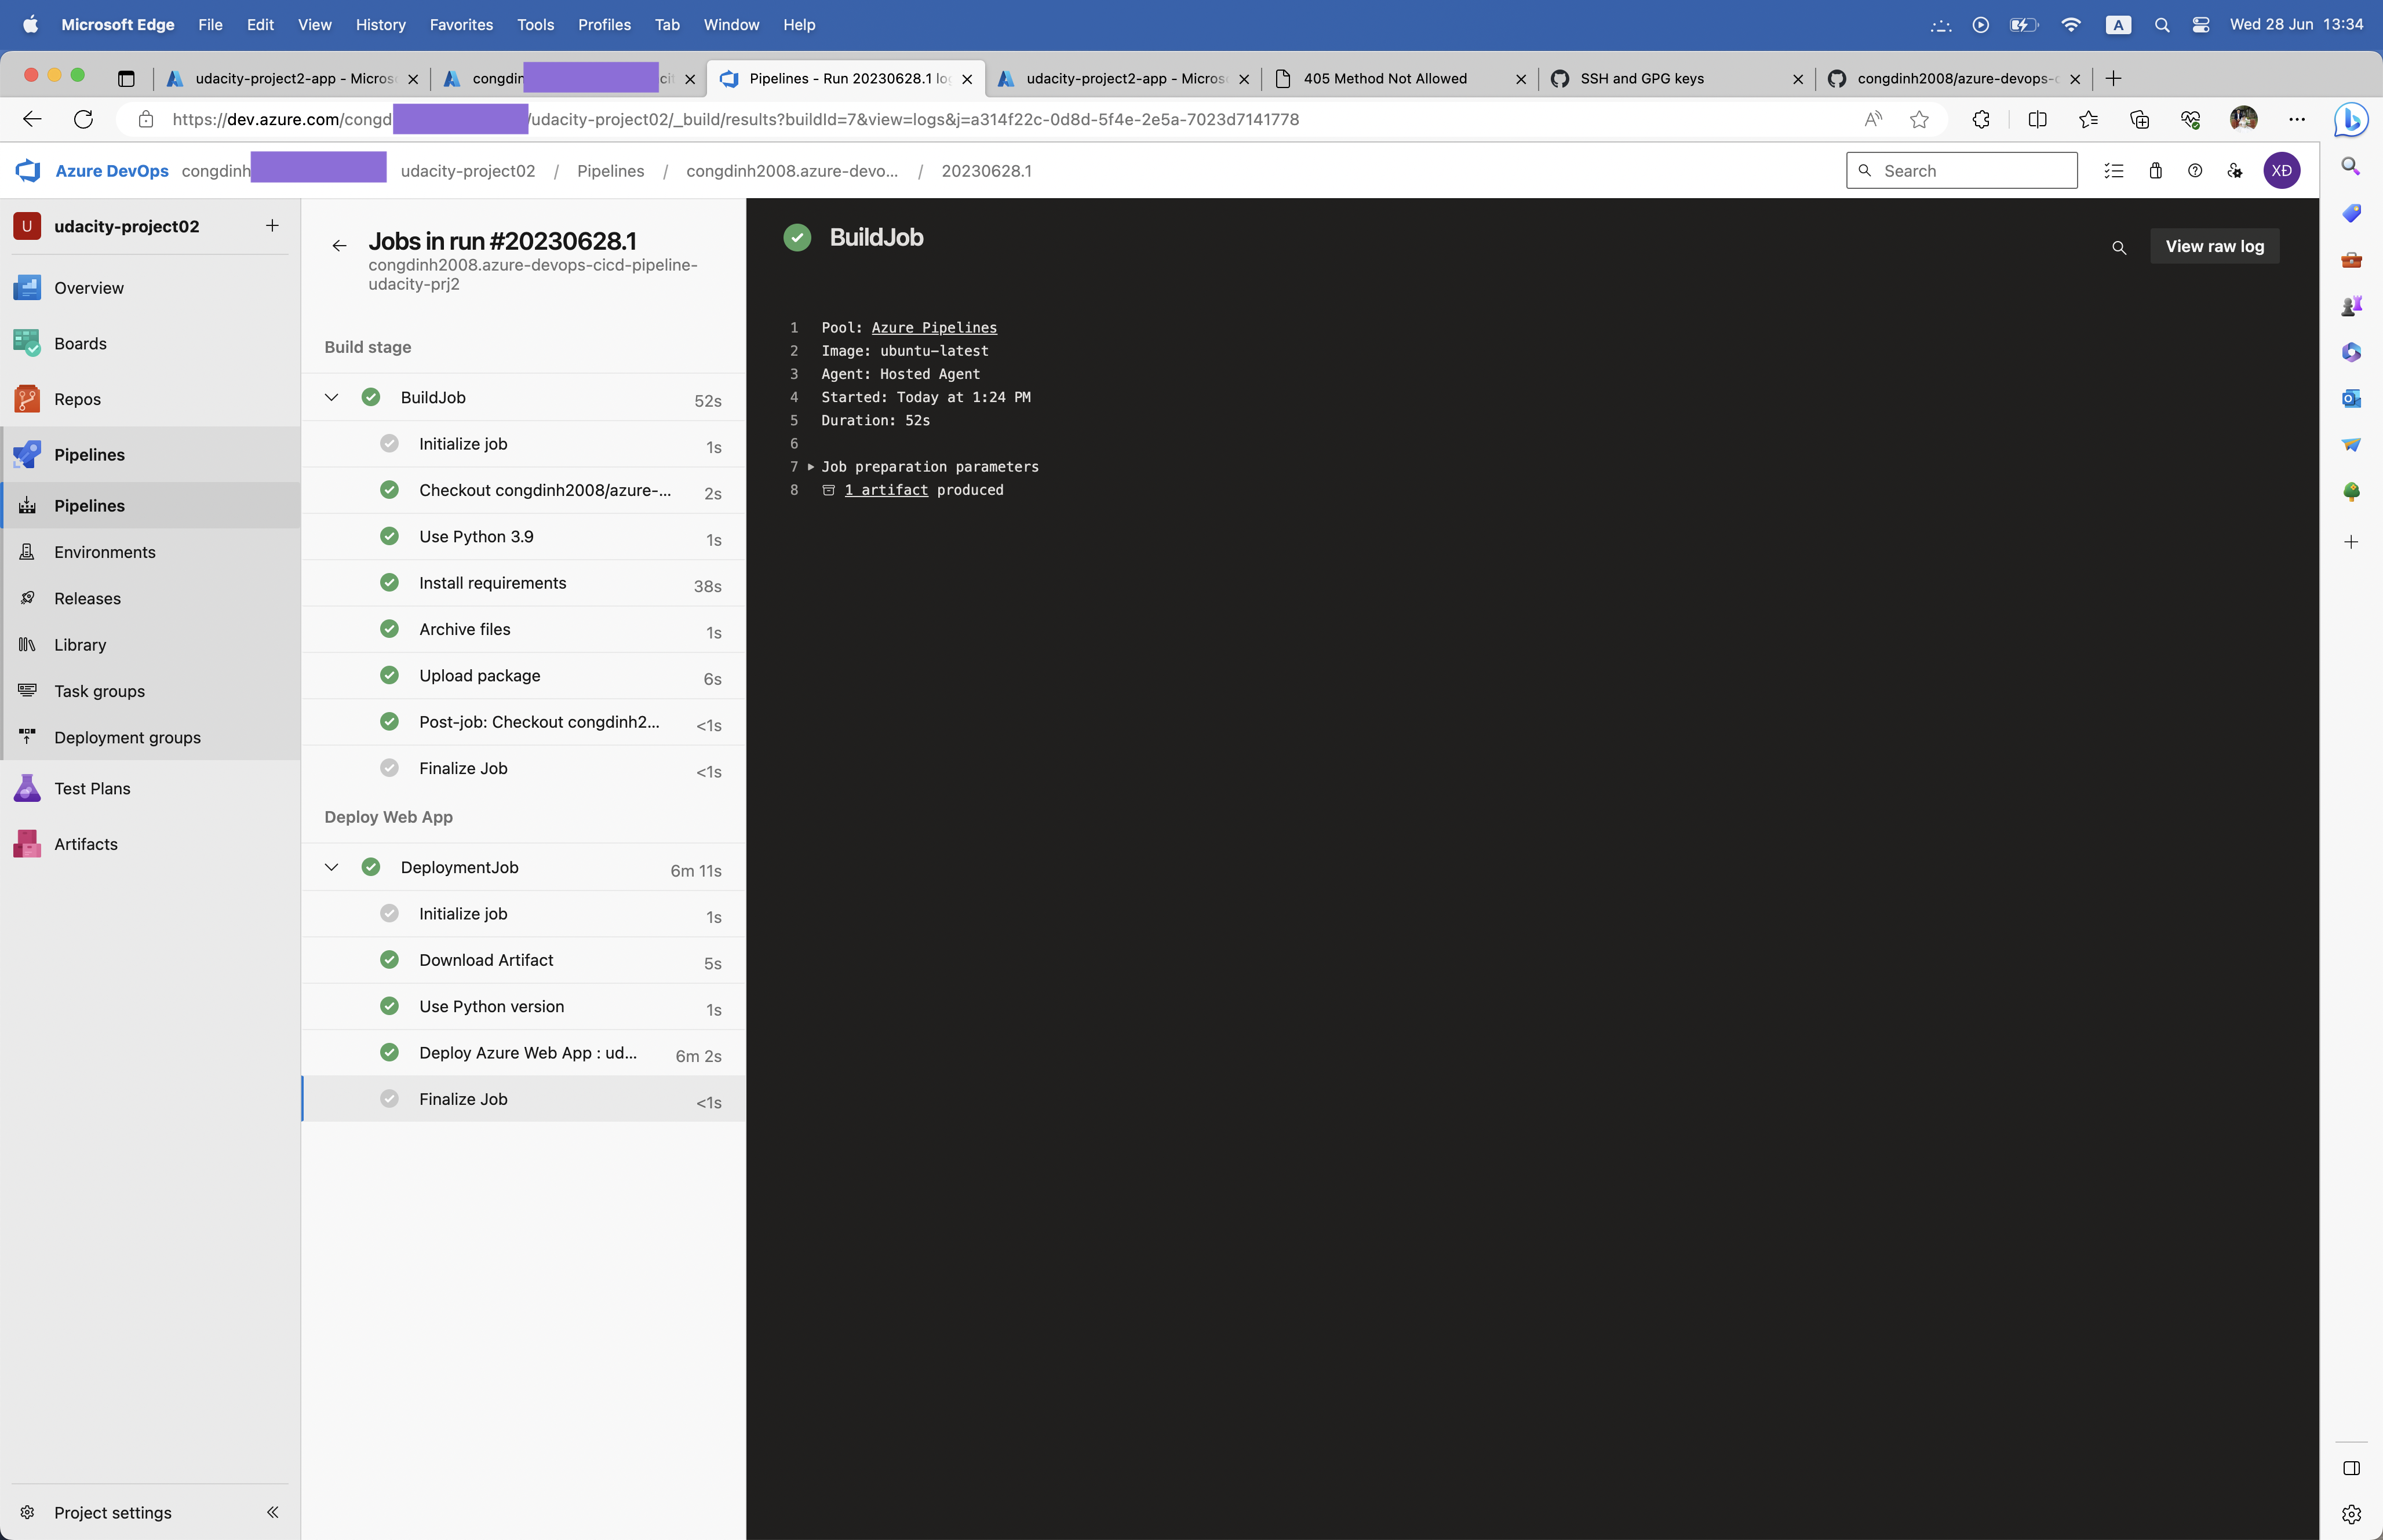 Microsoft Edge File Edit View History Favorites Tools Profiles Tab Window Help A Wed 28 Jun 13:34
udacity-project2-app - Micros congdin Pipelines - Run 20230628.1 lo udacity-project2-app - Micros 405 Method Not Allowed SSH and GPG keys congdinh2008/azure-devops-c
https://dev.azure.com/congd /udacity-project02/_build/results?buildId=7&view=logs&j=a314f22c-0d8d-5f4e-2e5a-7023d7141778
Azure DevOps congdinh udacity-project02 / Pipelines / congdinh2008.azure-devo... / 20230628.1 Search XĐ
U udacity-project02
Overview
Boards
Repos
Pipelines
Pipelines
Environments
Releases
Library
Task groups
Deployment groups
Test Plans
Artifacts
Project settings
Jobs in run #20230628.1
congdinh2008.azure-devops-cicd-pipeline-
udacity-prj2
Build stage
BuildJob 52s
Initialize job 1s
Checkout congdinh2008/azure-... 2s
Use Python 3.9 1s
Install requirements 38s
Archive files 1s
Upload package 6s
Post-job: Checkout congdinh2... <1s
Finalize Job <1s
Deploy Web App
DeploymentJob 6m 11s
Initialize job 1s
Download Artifact 5s
Use Python version 1s
Deploy Azure Web App : ud... 6m 2s
Finalize Job <1s
BuildJob
View raw log
1 Pool: Azure Pipelines
2 Image: ubuntu-latest
3 Agent: Hosted Agent
4 Started: Today at 1:24 PM
5 Duration: 52s
6
7 Job preparation parameters
8 1 artifact produced